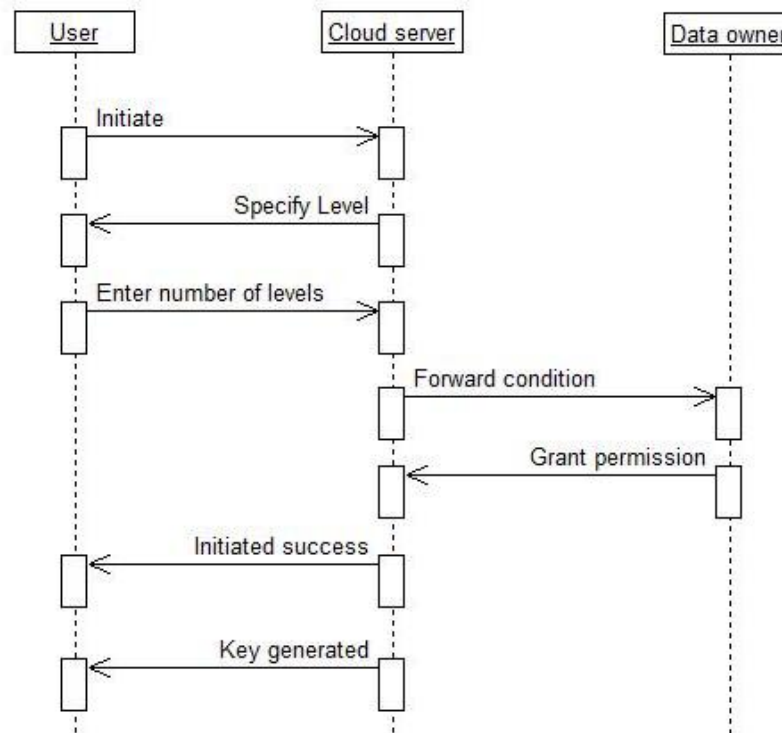 User
Cloud server
Data owner
Initiate
Specify Level
Enter number of levels
Forward condition
Grant permission
Initiated success
Key generated